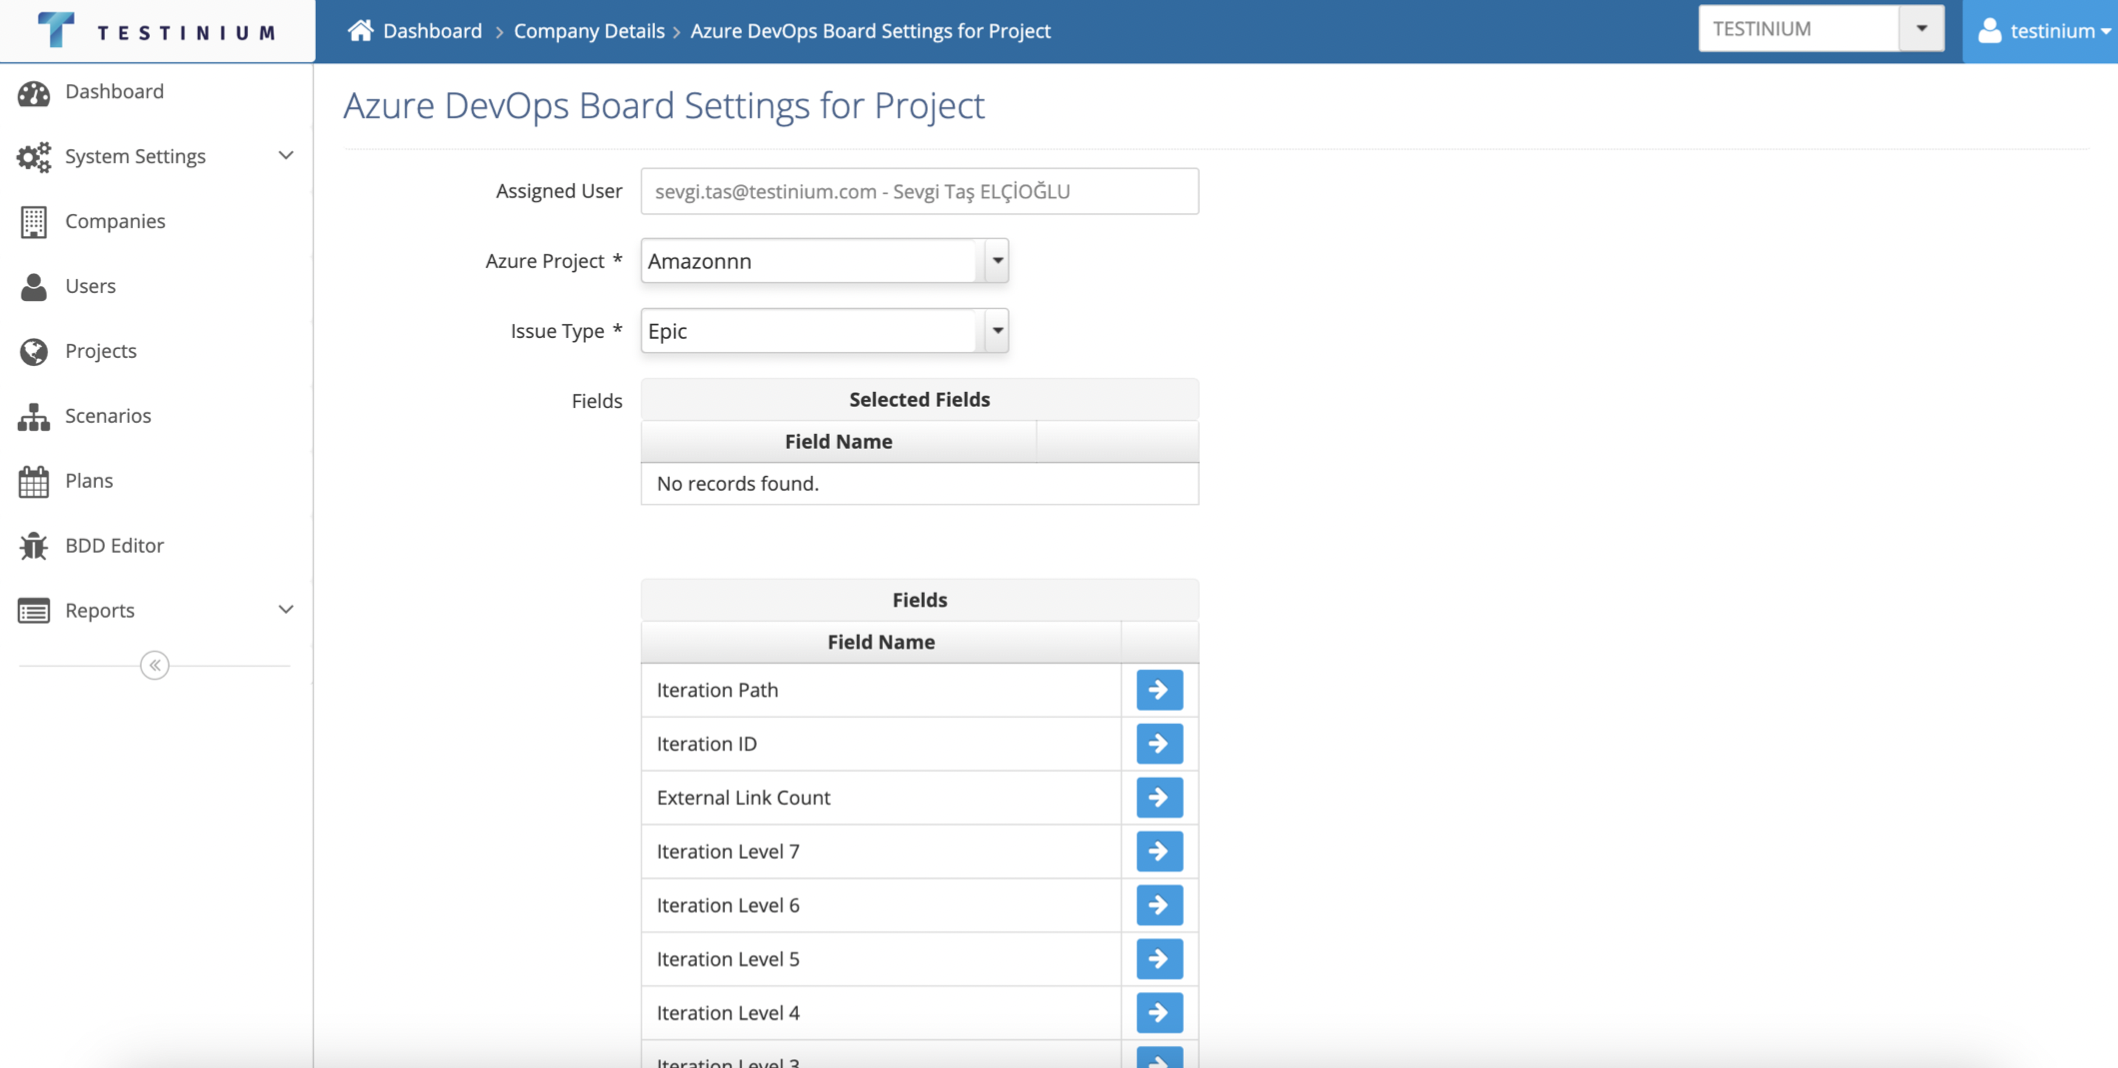 TESTINIUM
Dashboard > Company Details > Azure DevOps Board Settings for Project
TESTINIUM
testinium
Dashboard
System Settings
Companies
Users
Projects
Scenarios
Plans
BDD Editor
Reports
Azure DevOps Board Settings for Project
Assigned User
sevgi.tas@testinium.com - Sevgi Taş ELÇİOĞLU
Azure Project *
Amazonnn
Issue Type *
Epic
Fields
Selected Fields
Field Name
No records found.
Fields
Field Name
Iteration Path
Iteration ID
External Link Count
Iteration Level 7
Iteration Level 6
Iteration Level 5
Iteration Level 4
Iteration Level 3